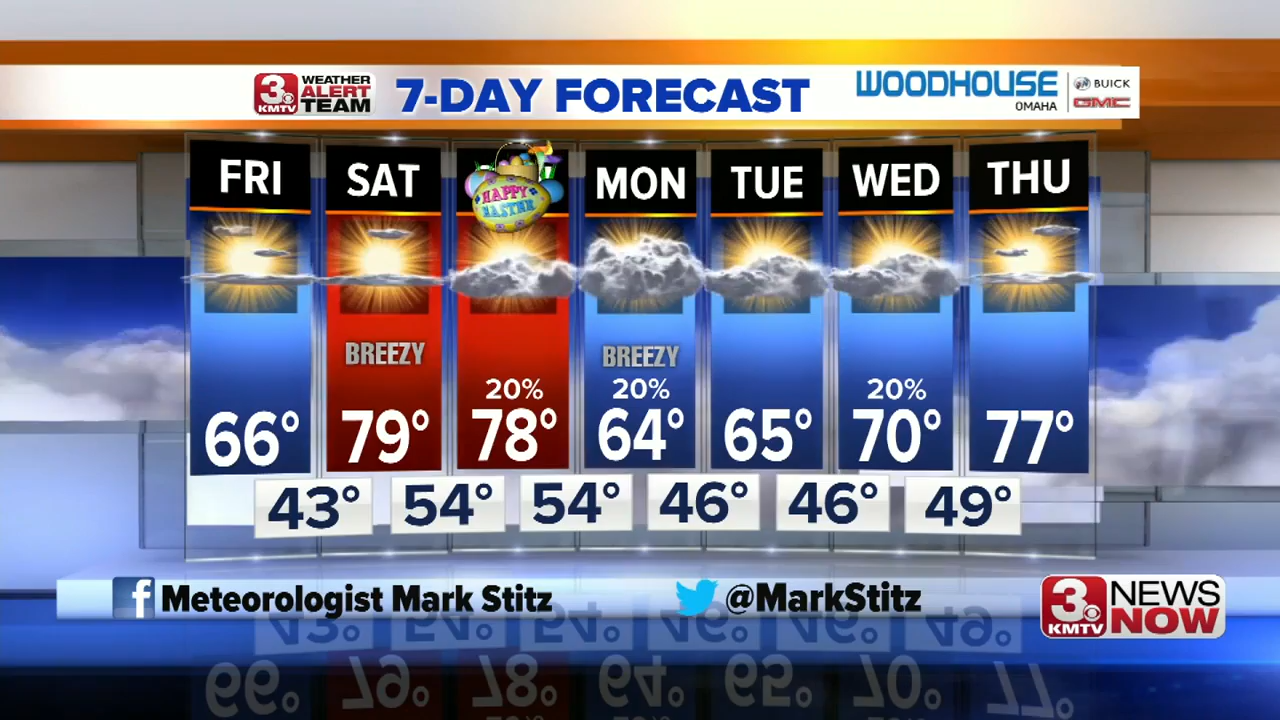 3 KMTV WEATHER ALERT TEAM
7-DAY FORECAST
WOODHOUSE OMAHA
BUICK
GMC
FRI SAT HAPPY EASTER MON TUE WED THU
BREEZY BREEZY
20% 20% 20%
66° 79° 78° 64° 65° 70° 77°
43° 54° 54° 46° 46° 49°
f Meteorologist Mark Stitz @MarkStitz
3 KMTV NEWS NOW